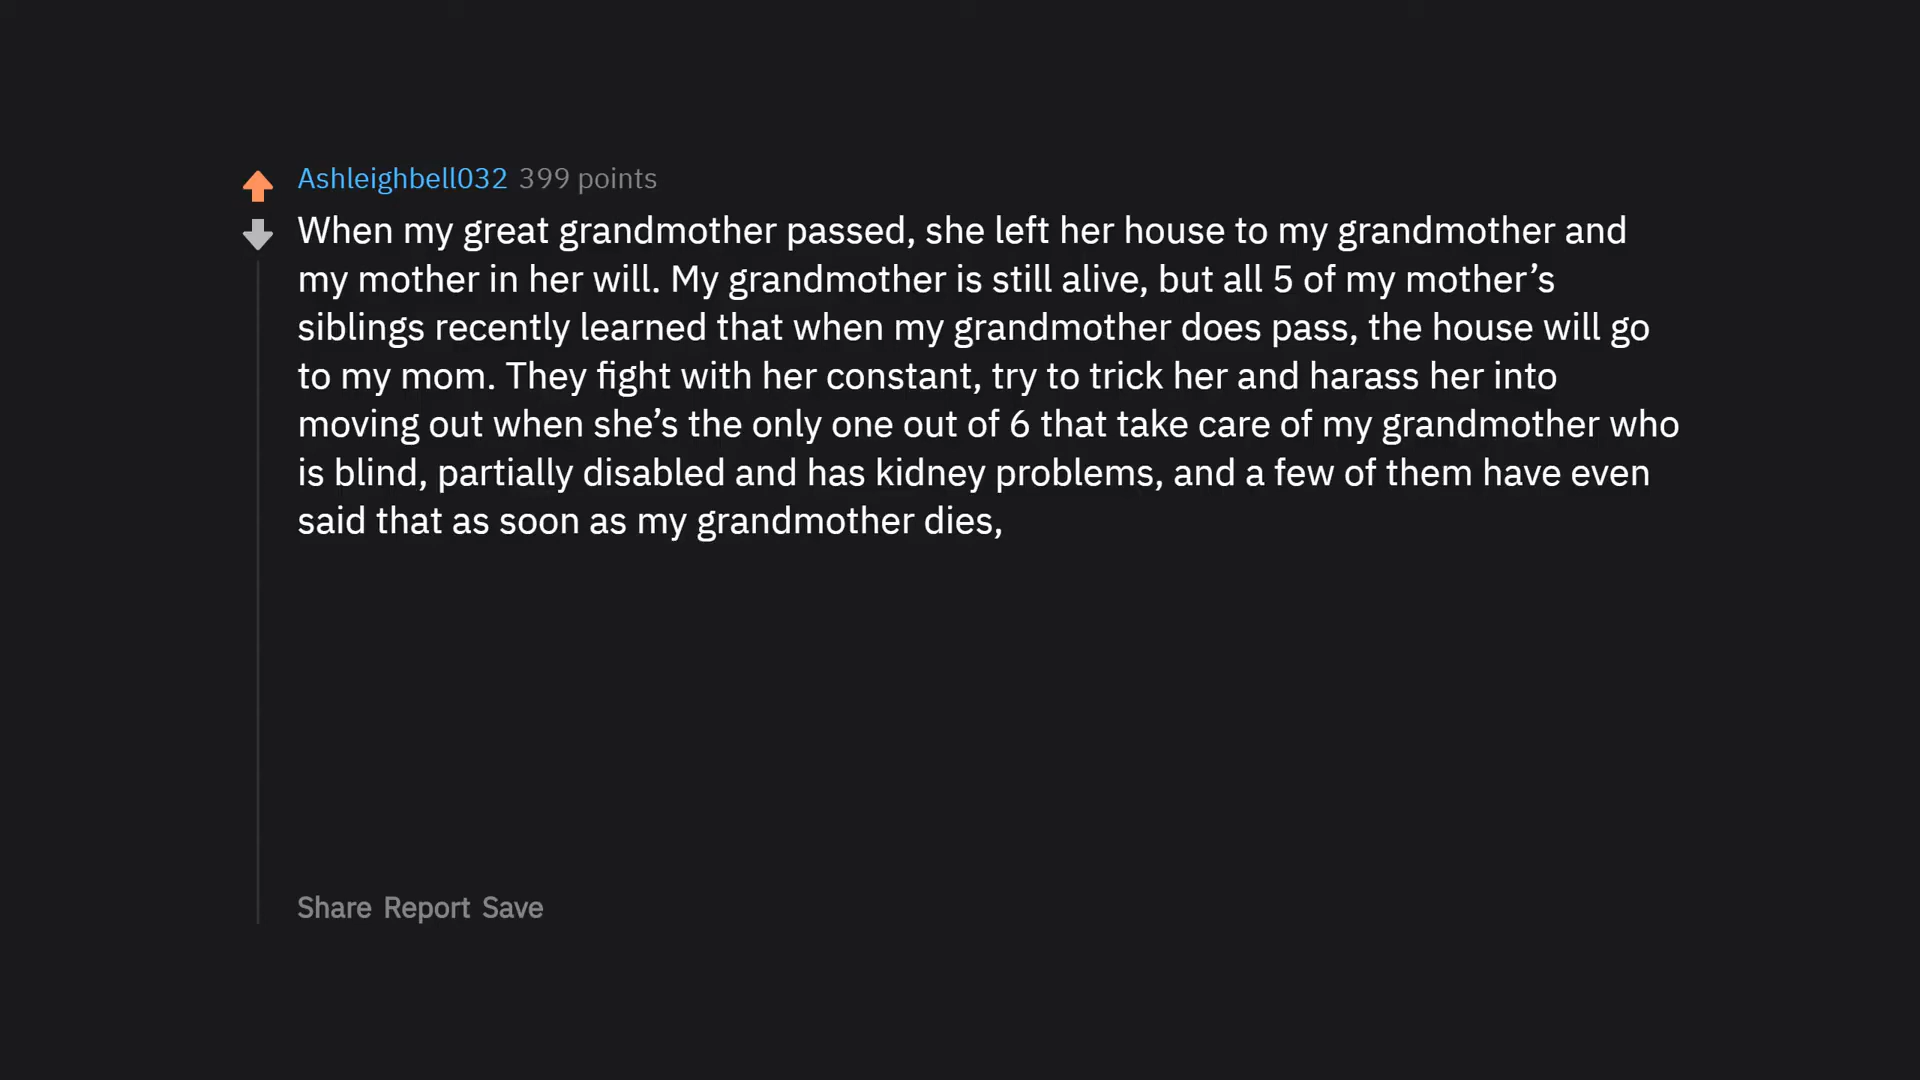 Ashleighbell032 399 points
When my great grandmother passed, she left her house to my grandmother and
my mother in her will. My grandmother is still alive, but all 5 of my mother’s
siblings recently learned that when my grandmother does pass, the house will go
to my mom. They fight with her constant, try to trick her and harass her into
moving out when she’s the only one out of 6 that take care of my grandmother who
is blind, partially disabled and has kidney problems, and a few of them have even
said that as soon as my grandmother dies,
Share Report Save